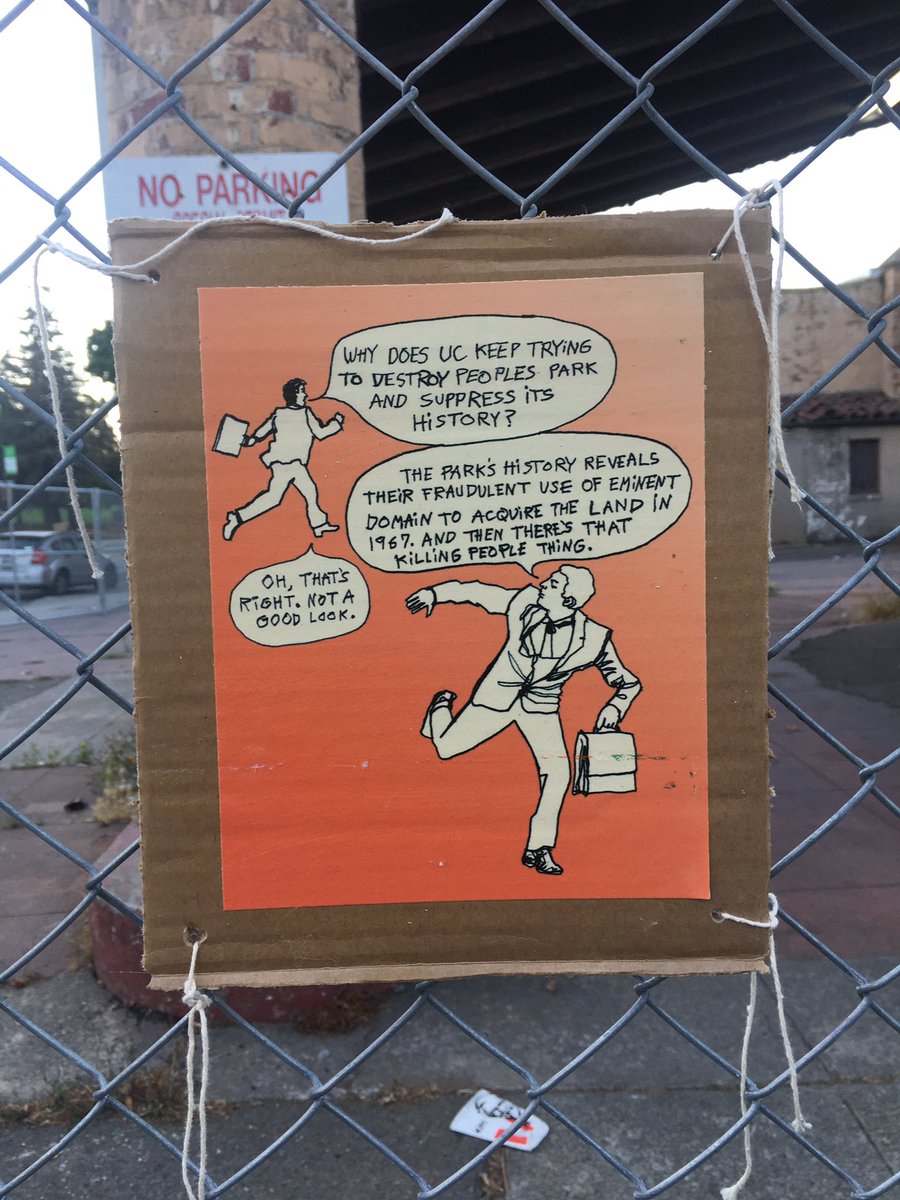 NO PARKING
WHY DOES UC KEEP TRYING
TO DESTROY PEOPLES PARK
AND SUPPRESS ITS
HISTORY?
THE PARK'S HISTORY REVEALS
THEIR FRAUDULENT USE OF EMINENT
DOMAIN TO ACQUIRE THE LAND IN
1967. AND THEN THERE'S THAT
KILLING PEOPLE THING.
OH, THAT'S
RIGHT. NOT A
GOOD LOOK.